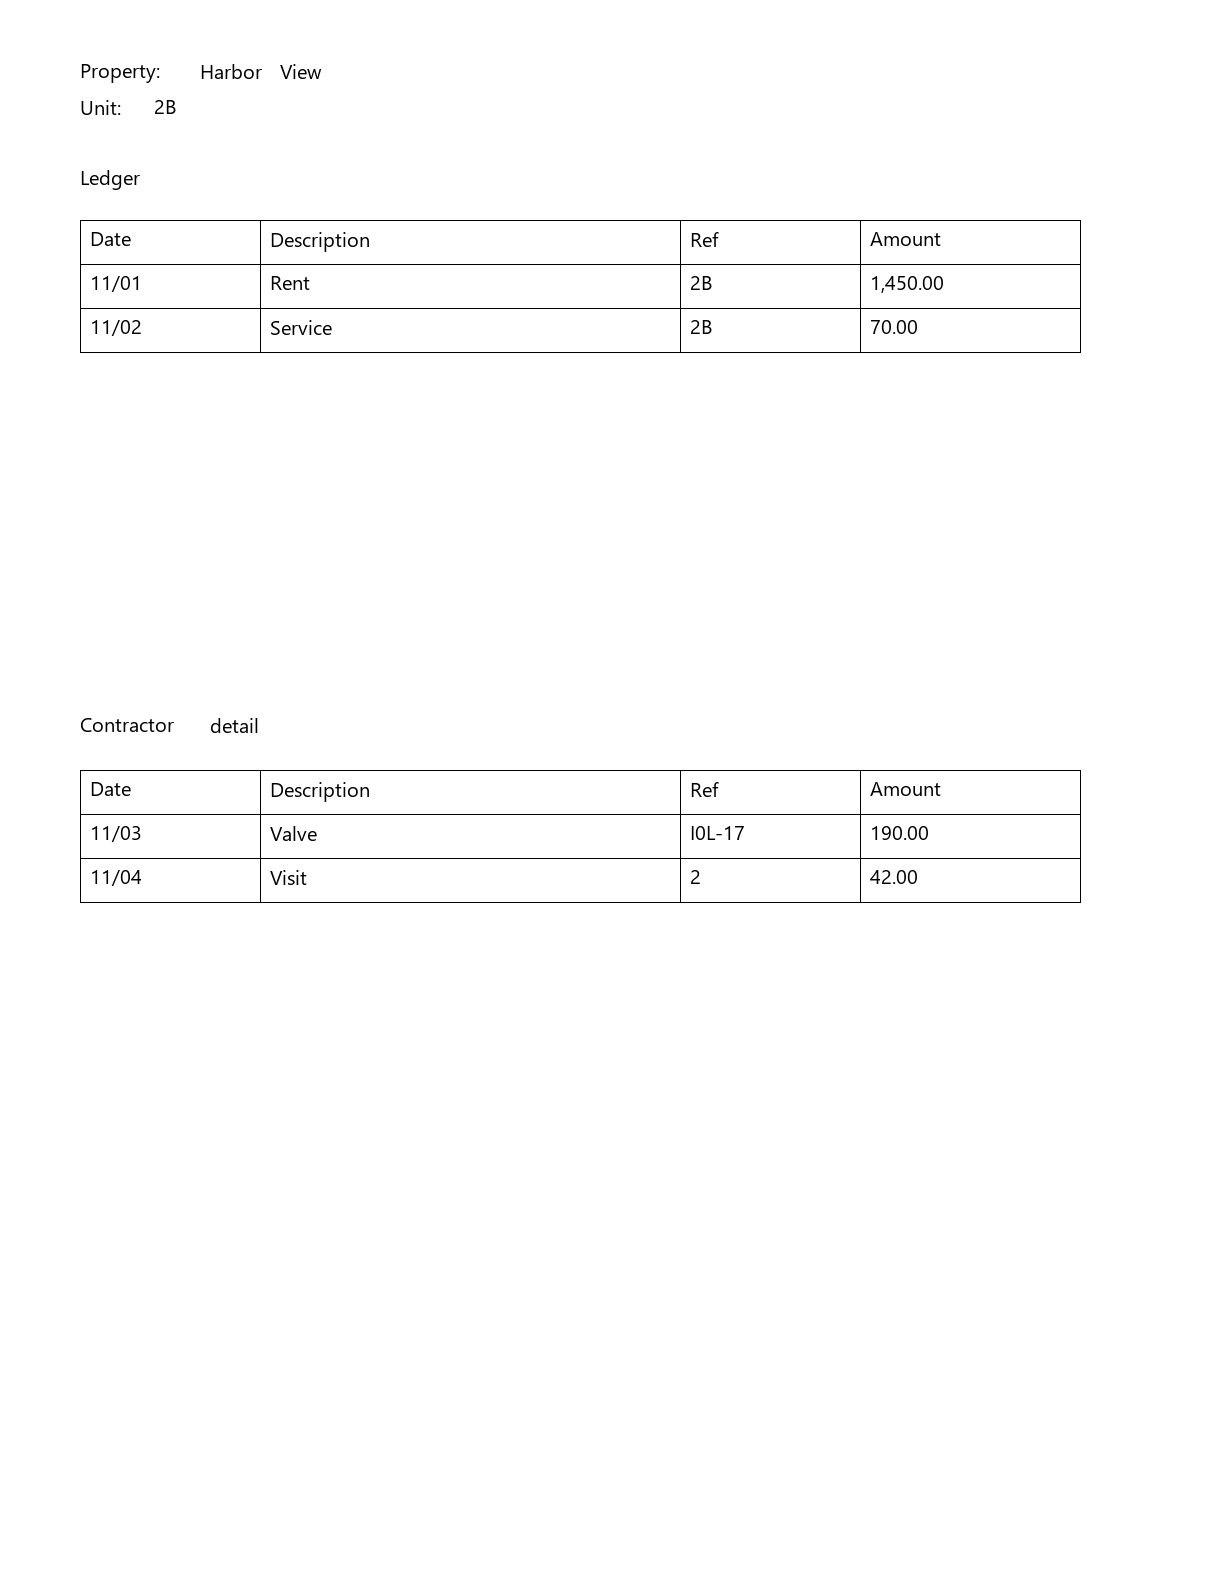 Property: Harbor View
Unit: 2B
Ledger
Date Description Ref Amount
11/01 Rent 2B 1,450.00
11/02 Service 2B 70.00
Contractor detail
Date Description Ref Amount
11/03 Valve I0L-17 190.00
11/04 Visit 2 42.00